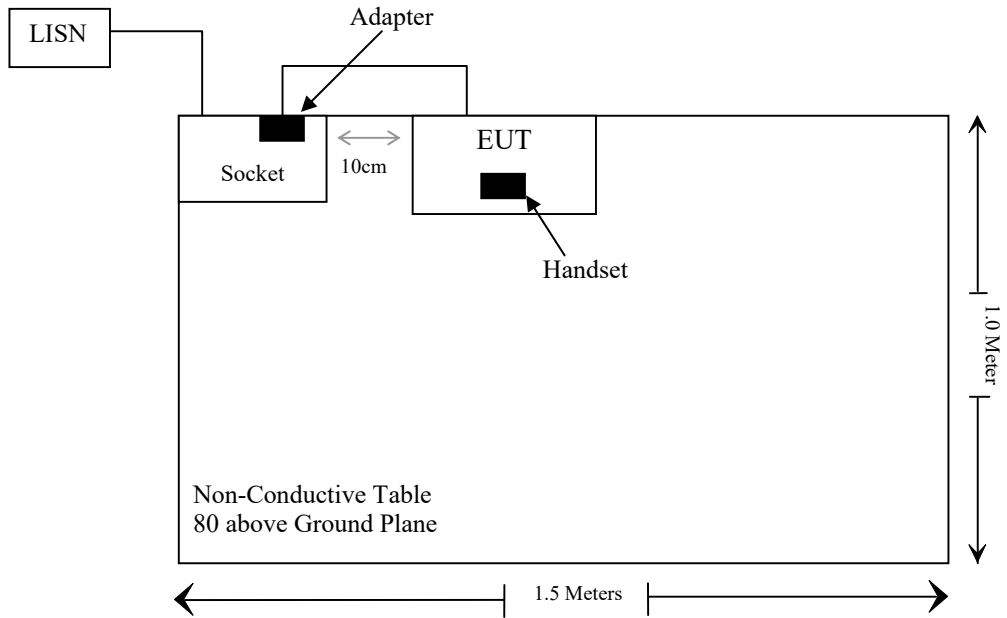 LISN
Adapter
EUT
10cm
Socket
Handset
1.0 Meter
Non-Conductive Table
80 above Ground Plane
1.5 Meters